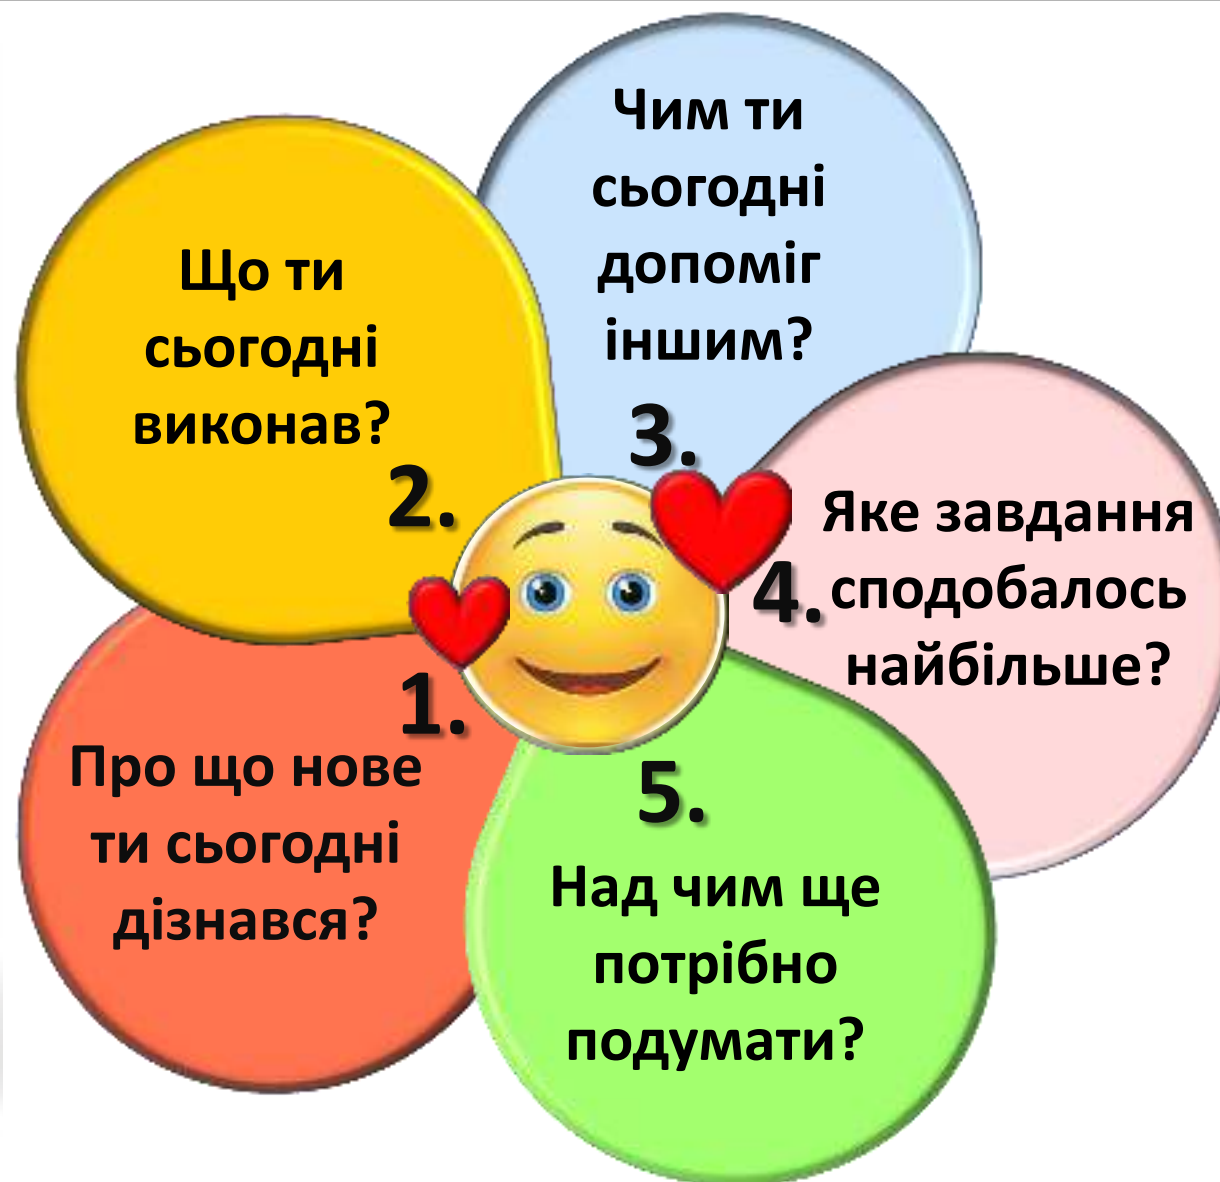 1.
Про що нове
ти сьогодні
дізнався?
2.
Що ти
сьогодні
виконав?
3.
Чим ти
сьогодні
допоміг
іншим?
4.
Яке завдання
сподобалось
найбільше?
5.
Над чим ще
потрібно
подумати?